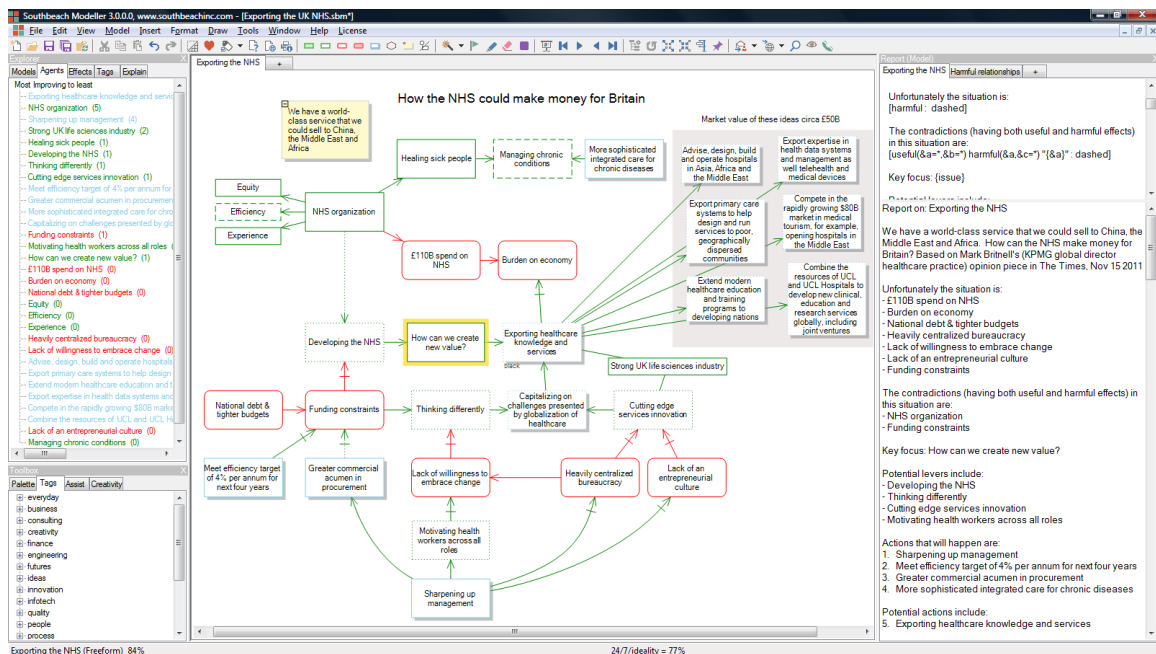 Southbeach Modeller 3.0.0.0, www.southbeachinc.com - [Exporting the UK NHS.sbm*]
File Edit View Model Insert Format Draw Tools Window Help License
Explorer
Models Agents Effects Tags Explain
Most Improving to least
Exporting healthcare knowledge and servic
NHS organization (5)
Sharpening up management (4)
Strong UK life sciences industry (2)
Healing sick people (1)
Developing the NHS (1)
Thinking differently (1)
Cutting edge services innovation (1)
Meet efficiency target of 4% per annum for
Greater commercial acumen in procurement
More sophisticated integrated care for chro
Capitalizing on challenges presented by glo
Funding constraints (1)
Motivating health workers across all roles (
How can we create new value? (1)
£110B spend on NHS (0)
Burden on economy (0)
National debt & tighter budgets (0)
Equity (0)
Efficiency (0)
Experience (0)
Heavily centralized bureaucracy (0)
Lack of willingness to embrace change (0)
Advise, design, build and operate hospitals
Export primary care systems to help design
Extend modern healthcare education and t
Export expertise in health data systems and
Compete in the rapidly growing $80B marke
Combine the resources of UCL and UCL H
Lack of an entrepreneurial culture (0)
Managing chronic conditions (0)
Toolbox
Palette Tags Assist Creativity
everyday
business
consulting
creativity
finance
engineering
futures
ideas
innovation
infotech
quality
people
process
Exporting the NHS +
We have a world-
class service that we
could sell to China,
the Middle East and
Africa
How the NHS could make money for Britain
Market value of these ideas circa £50B
Healing sick people
Managing chronic
conditions
More sophisticated
integrated care for
chronic diseases
Advise, design, build
and operate hospitals
in Asia, Africa and
the Middle East
Export expertise in
health data systems
and management as
well telehealth and
medical devices
Equity
Efficiency
Experience
NHS organization
Export primary care
systems to help
design and run
services to poor,
geographically
dispersed
communities
Compete in the
rapidly growing $80B
market in medical
tourism, for example,
opening hospitals in
the Middle East
£110B spend on
NHS
Burden on economy
Extend modern
healthcare education
and training
programs to
developing nations
Combine the
resources of UCL
and UCL Hospitals to
develop new clinical,
education and
research services
globally, including
joint ventures
Developing the NHS
How can we create
new value?
Exporting healthcare
knowledge and
services
black
Strong UK life sciences industry
National debt &
tighter budgets
Funding constraints
Thinking differently
Capitalizing on
challenges presented
by globalization of
healthcare
Cutting edge
services innovation
Meet efficiency target
of 4% per annum for
next four years
Greater commercial
acumen in
procurement
Lack of willingness to
embrace change
Heavily centralized
bureaucracy
Lack of an
entrepreneurial
culture
Motivating health
workers across all
roles
Sharpening up
management
Report (Model)
Exporting the NHS Harmful relationships +
Unfortunately the situation is:
[harmful : dashed]
The contradictions (having both useful and harmful effects)
in this situation are:
[useful(&a=*,&b=*) harmful(&a,&c=*) "{&a}" : dashed]
Key focus: {issue}
Potential levers include:
Report on: Exporting the NHS
We have a world-class service that we could sell to China, the
Middle East and Africa. How can the NHS make money for
Britain? Based on Mark Britnell's (KPMG global director
healthcare practice) opinion piece in The Times, Nov 15 2011
Unfortunately the situation is:
- £110B spend on NHS
- Burden on economy
- National debt & tighter budgets
- Heavily centralized bureaucracy
- Lack of willingness to embrace change
- Lack of an entrepreneurial culture
- Funding constraints
The contradictions (having both useful and harmful effects) in
this situation are:
- NHS organization
- Funding constraints
Key focus: How can we create new value?
Potential levers include:
- Developing the NHS
- Thinking differently
- Cutting edge services innovation
- Motivating health workers across all roles
Actions that will happen are:
1. Sharpening up management
2. Meet efficiency target of 4% per annum for next four years
3. Greater commercial acumen in procurement
4. More sophisticated integrated care for chronic diseases
Potential actions include:
5. Exporting healthcare knowledge and services
Exporting the NHS (Freeform) 84%
24/7/ideality = 77%